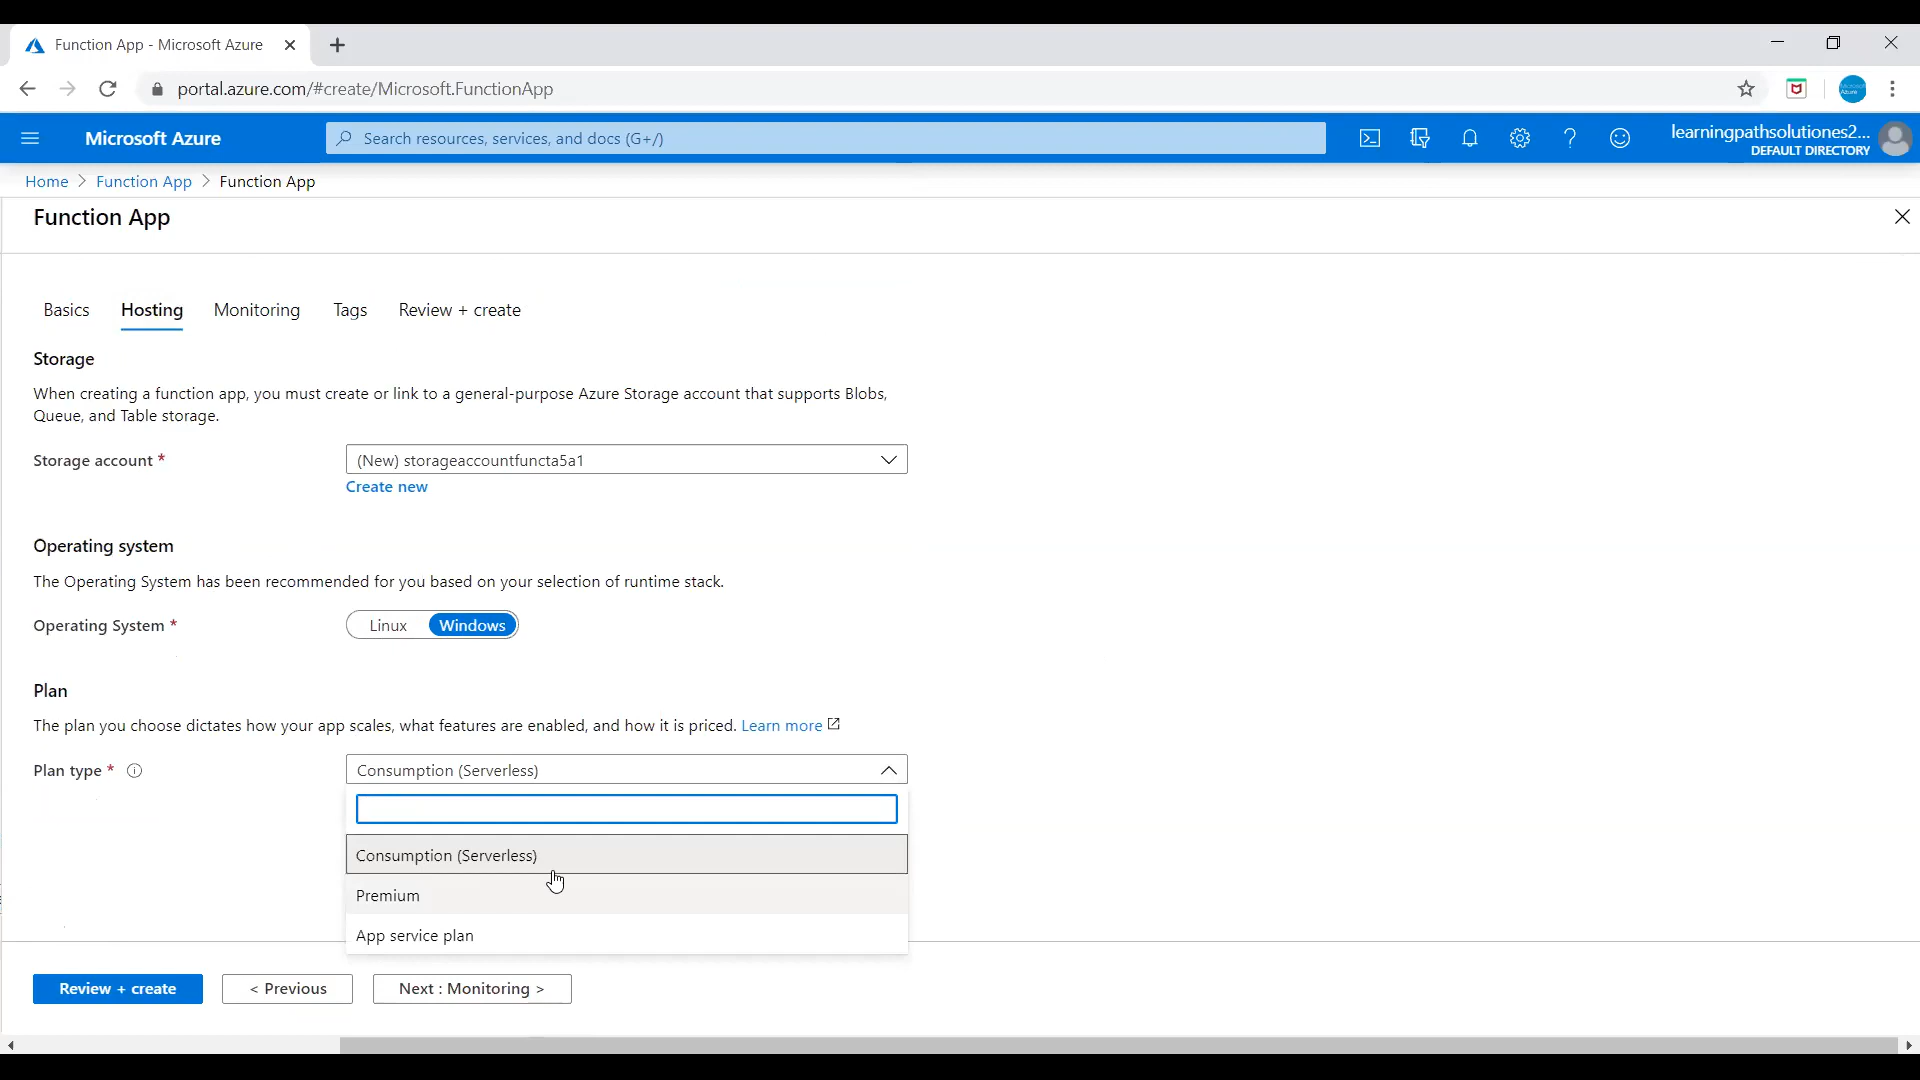 Function App - Microsoft Azure
portal.azure.com/#create/Microsoft.FunctionApp
Microsoft Azure
Search resources, services, and docs (G+/)
learningpathsolutiones2...
DEFAULT DIRECTORY
Home > Function App > Function App
Function App
Basics Hosting Monitoring Tags Review + create
Storage
When creating a function app, you must create or link to a general-purpose Azure Storage account that supports Blobs,
Queue, and Table storage.
Storage account * (New) storageaccountfuncta5a1
Create new
Operating system
The Operating System has been recommended for you based on your selection of runtime stack.
Operating System * Linux Windows
Plan
The plan you choose dictates how your app scales, what features are enabled, and how it is priced. Learn more
Plan type * Consumption (Serverless)
Consumption (Serverless)
Premium
App service plan
Review + create < Previous Next : Monitoring >